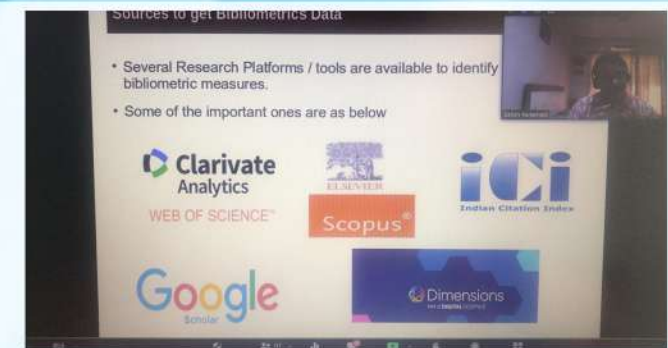 Sources to get Bibliometrics Data
• Several Research Platforms / tools are available to identify
bibliometric measures.
• Some of the important ones are as below
Clarivate
Analytics
WEB OF SCIENCE™
ELSEVIER
Scopus®
ici
Indian Citation Index
Google
Scholar
Dimensions